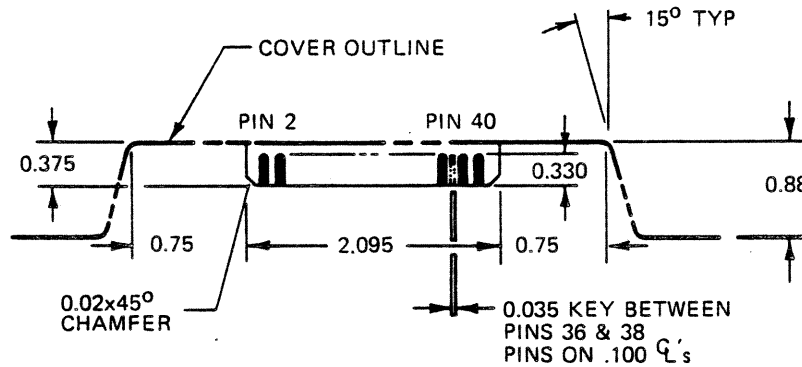 15° TYP
COVER OUTLINE
PIN 2 PIN 40
0.375 0.330 0.88
0.75 2.095 0.75
0.02x45°
CHAMFER
0.035 KEY BETWEEN
PINS 36 & 38
PINS ON .100 ℄'s